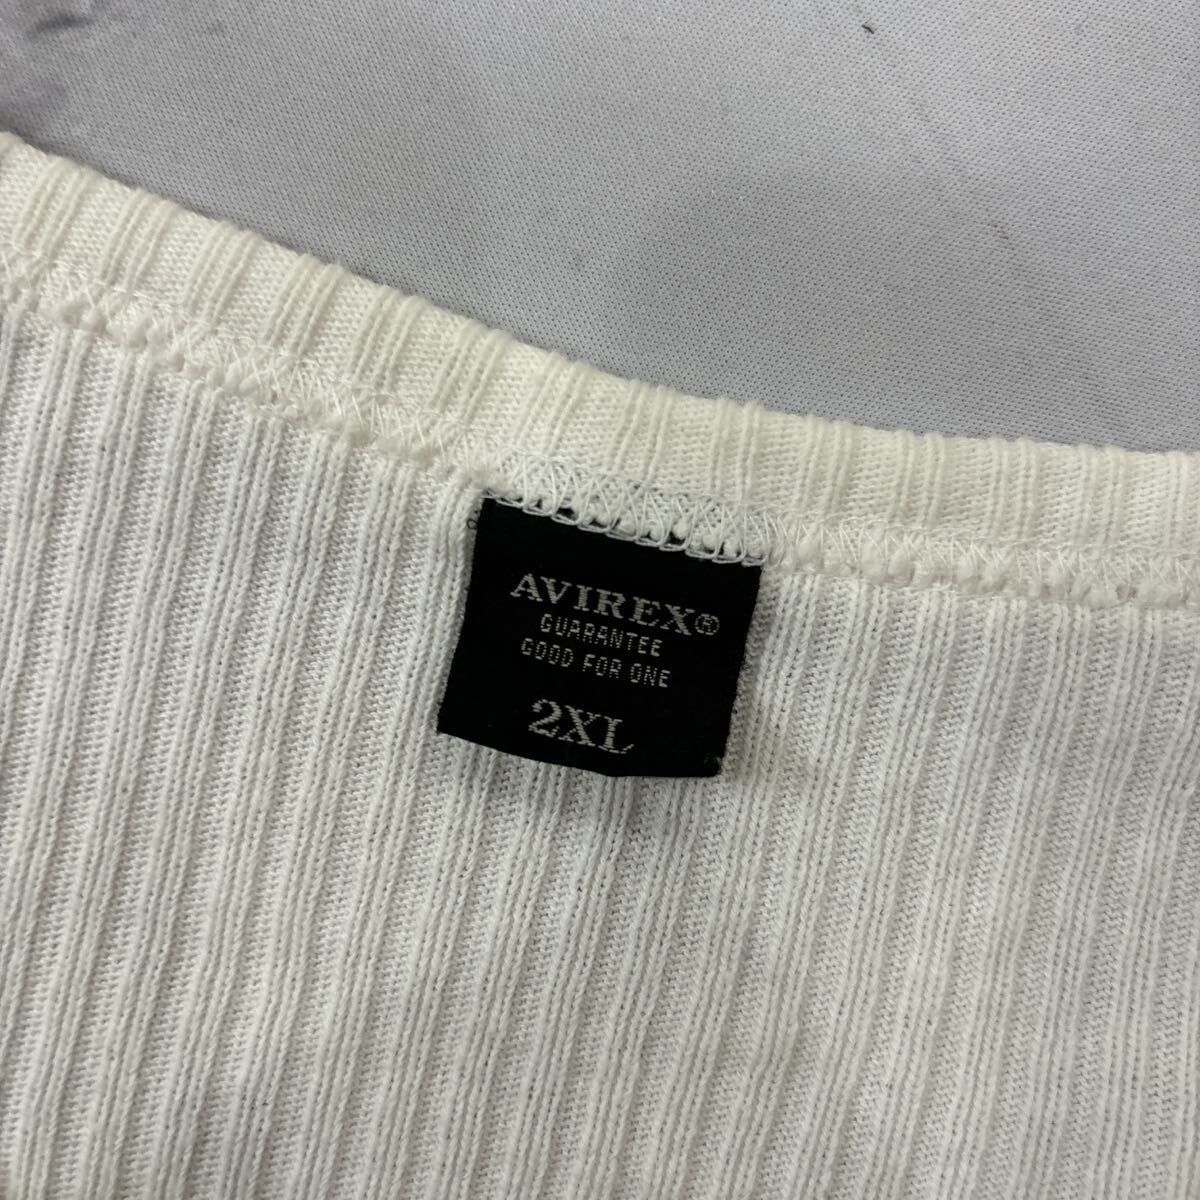 AVIREX®
GUARANTEE
GOOD FOR ONE
2XL